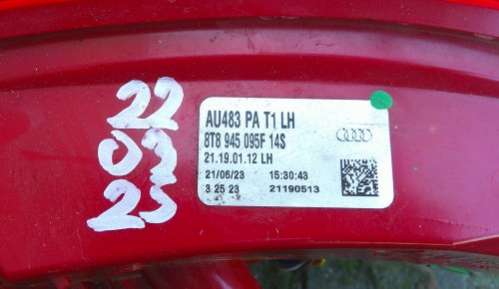 22
03
25
AU483 PA T1 LH
8T8 945 095F 14S
21.19.01.12 LH
21/06/23 15:30:43
3 25 23 21190513